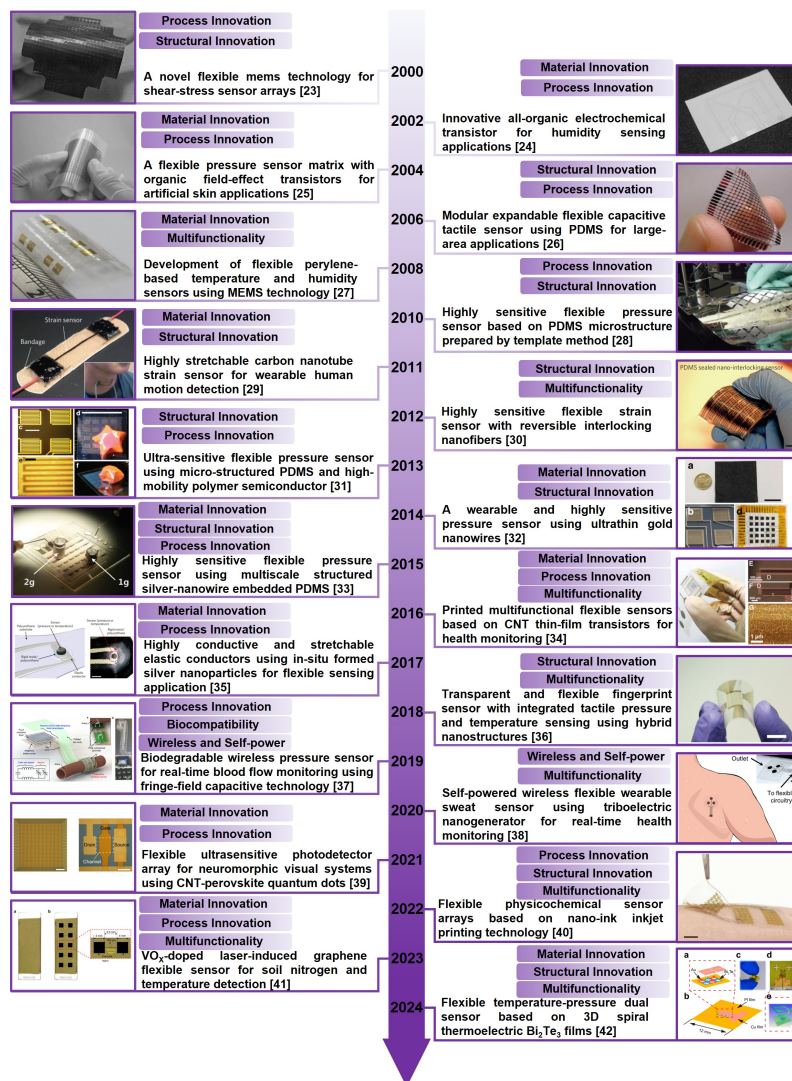 Process Innovation
Structural Innovation
A novel flexible mems technology for
shear-stress sensor arrays [23]
2000
Material Innovation
Process Innovation
Innovative all-organic electrochemical
transistor for humidity sensing
applications [24]
2002
Material Innovation
Process Innovation
A flexible pressure sensor matrix with
organic field-effect transistors for
artificial skin applications [25]
2004
Structural Innovation
Process Innovation
Modular expandable flexible capacitive
tactile sensor using PDMS for large-
area applications [26]
2006
Material Innovation
Multifunctionality
Development of flexible perylene-
based temperature and humidity
sensors using MEMS technology [27]
2008
Process Innovation
Structural Innovation
Highly sensitive flexible pressure
sensor based on PDMS microstructure
prepared by template method [28]
2010
Strain sensor
Bandage
Material Innovation
Structural Innovation
Highly stretchable carbon nanotube
strain sensor for wearable human
motion detection [29]
2011
Structural Innovation
Multifunctionality
Highly sensitive flexible strain
sensor with reversible interlocking
nanofibers [30]
PDMS sealed nano-interlocking sensor
2012
c
d
e
f
Structural Innovation
Process Innovation
Ultra-sensitive flexible pressure sensor
using micro-structured PDMS and high-
mobility polymer semiconductor [31]
2013
Material Innovation
Structural Innovation
A wearable and highly sensitive
pressure sensor using ultrathin gold
nanowires [32]
a
b
d
2014
2g
1g
Material Innovation
Structural Innovation
Process Innovation
Highly sensitive flexible pressure
sensor using multiscale structured
silver-nanowire embedded PDMS [33]
2015
Material Innovation
Process Innovation
Multifunctionality
Printed multifunctional flexible sensors
based on CNT thin-film transistors for
health monitoring [34]
E
D
F
D
G
1 μm
2016
Material Innovation
Process Innovation
Highly conductive and stretchable
elastic conductors using in-situ formed
silver nanoparticles for flexible sensing
application [35]
2017
Structural Innovation
Multifunctionality
Transparent and flexible fingerprint
sensor with integrated tactile pressure
and temperature sensing using hybrid
nanostructures [36]
2018
Process Innovation
Biocompatibility
Wireless and Self-power
Biodegradable wireless pressure sensor
for real-time blood flow monitoring using
fringe-field capacitive technology [37]
2019
Wireless and Self-power
Multifunctionality
Self-powered wireless flexible wearable
sweat sensor using triboelectric
nanogenerator for real-time health
monitoring [38]
Outlet
To flexible
circuitry
2020
Gate
Drain
Source
Channel
Material Innovation
Process Innovation
Flexible ultrasensitive photodetector
array for neuromorphic visual systems
using CNT-perovskite quantum dots [39]
2021
Process Innovation
Structural Innovation
Multifunctionality
Flexible physicochemical sensor
arrays based on nano-ink inkjet
printing technology [40]
2022
a
b
Material Innovation
Process Innovation
Multifunctionality
VOX-doped laser-induced graphene
flexible sensor for soil nitrogen and
temperature detection [41]
2023
Material Innovation
Structural Innovation
Multifunctionality
Flexible temperature-pressure dual
sensor based on 3D spiral
thermoelectric Bi2Te3 films [42]
a
c
d
b
e
PI film
Cu film
12 mm
2024